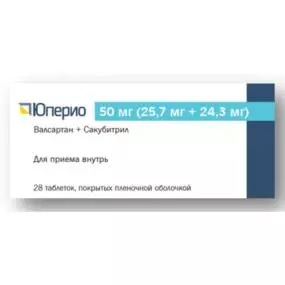 Юперио
50 мг (25,7 мг + 24,3 мг)
Валсартан + Сакубитрил
Для приема внутрь
28 таблеток, покрытых пленочной оболочкой